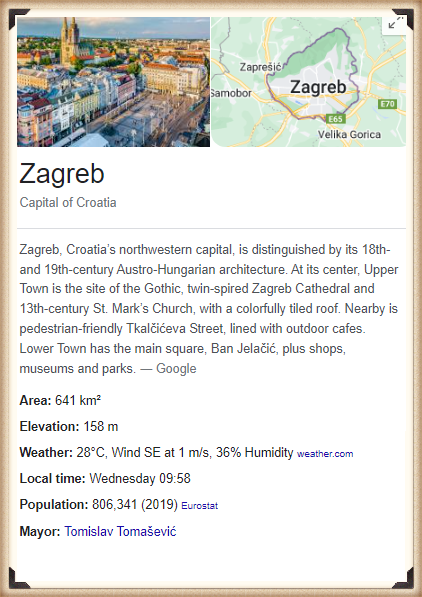 Zaprešić
Samobor
Zagreb
E70
E65
Velika Gorica
Zagreb
Capital of Croatia
Zagreb, Croatia’s northwestern capital, is distinguished by its 18th-
and 19th-century Austro-Hungarian architecture. At its center, Upper
Town is the site of the Gothic, twin-spired Zagreb Cathedral and
13th-century St. Mark’s Church, with a colorfully tiled roof. Nearby is
pedestrian-friendly Tkalčićeva Street, lined with outdoor cafes.
Lower Town has the main square, Ban Jelačić, plus shops,
museums and parks. — Google
Area: 641 km²
Elevation: 158 m
Weather: 28°C, Wind SE at 1 m/s, 36% Humidity weather.com
Local time: Wednesday 09:58
Population: 806,341 (2019) Eurostat
Mayor: Tomislav Tomašević